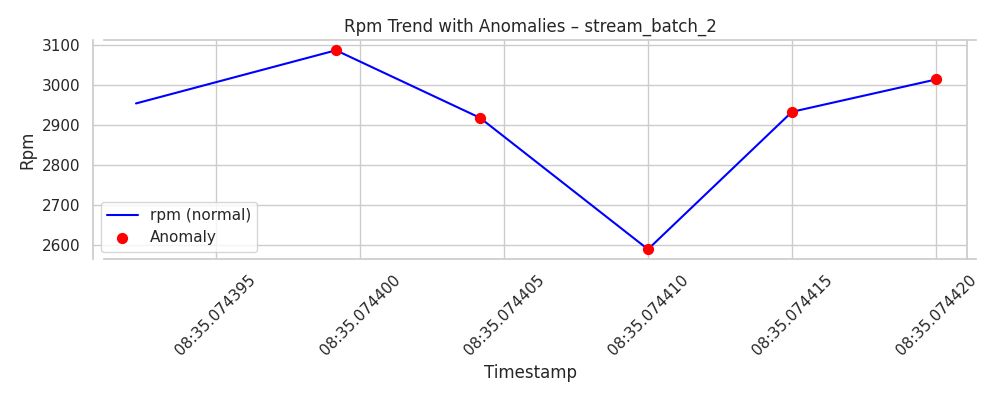 Rpm Trend with Anomalies – stream_batch_2
Rpm
3100
3000
2900
2800
2700
2600
rpm (normal)
Anomaly
08:35.074395
08:35.074400
08:35.074405
08:35.074410
08:35.074415
08:35.074420
Timestamp